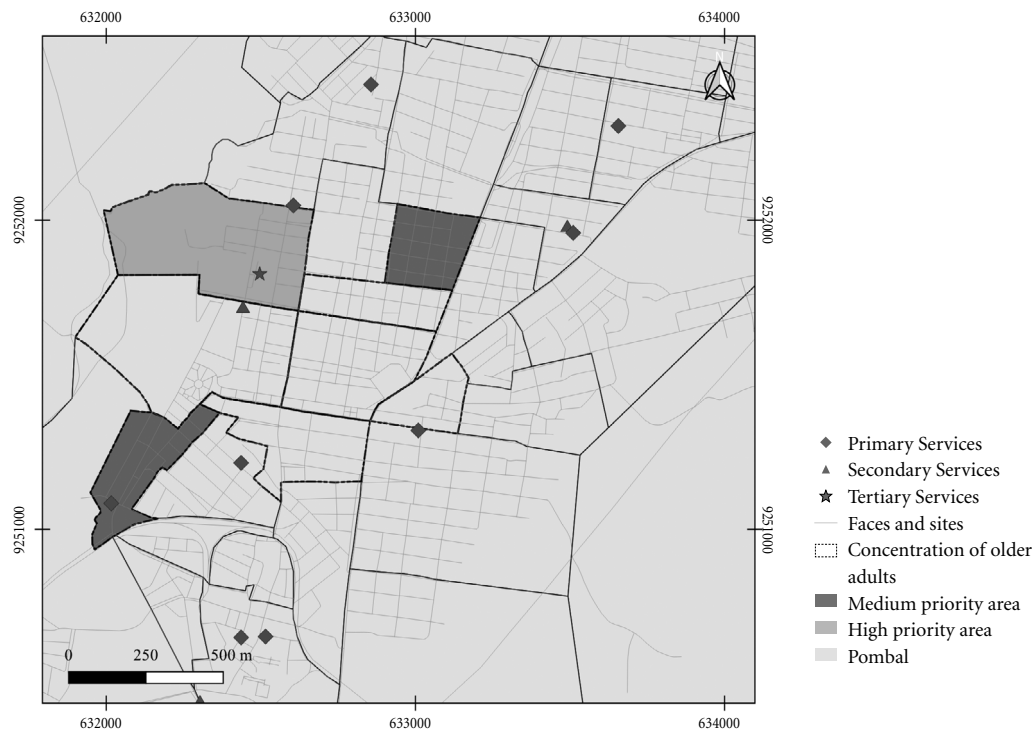 632000 633000 634000
N
9252000 9252000
9251000 9251000
0 250 500 m
632000 633000 634000
Primary Services
Secondary Services
Tertiary Services
Faces and sites
Concentration of older
adults
Medium priority area
High priority area
Pombal